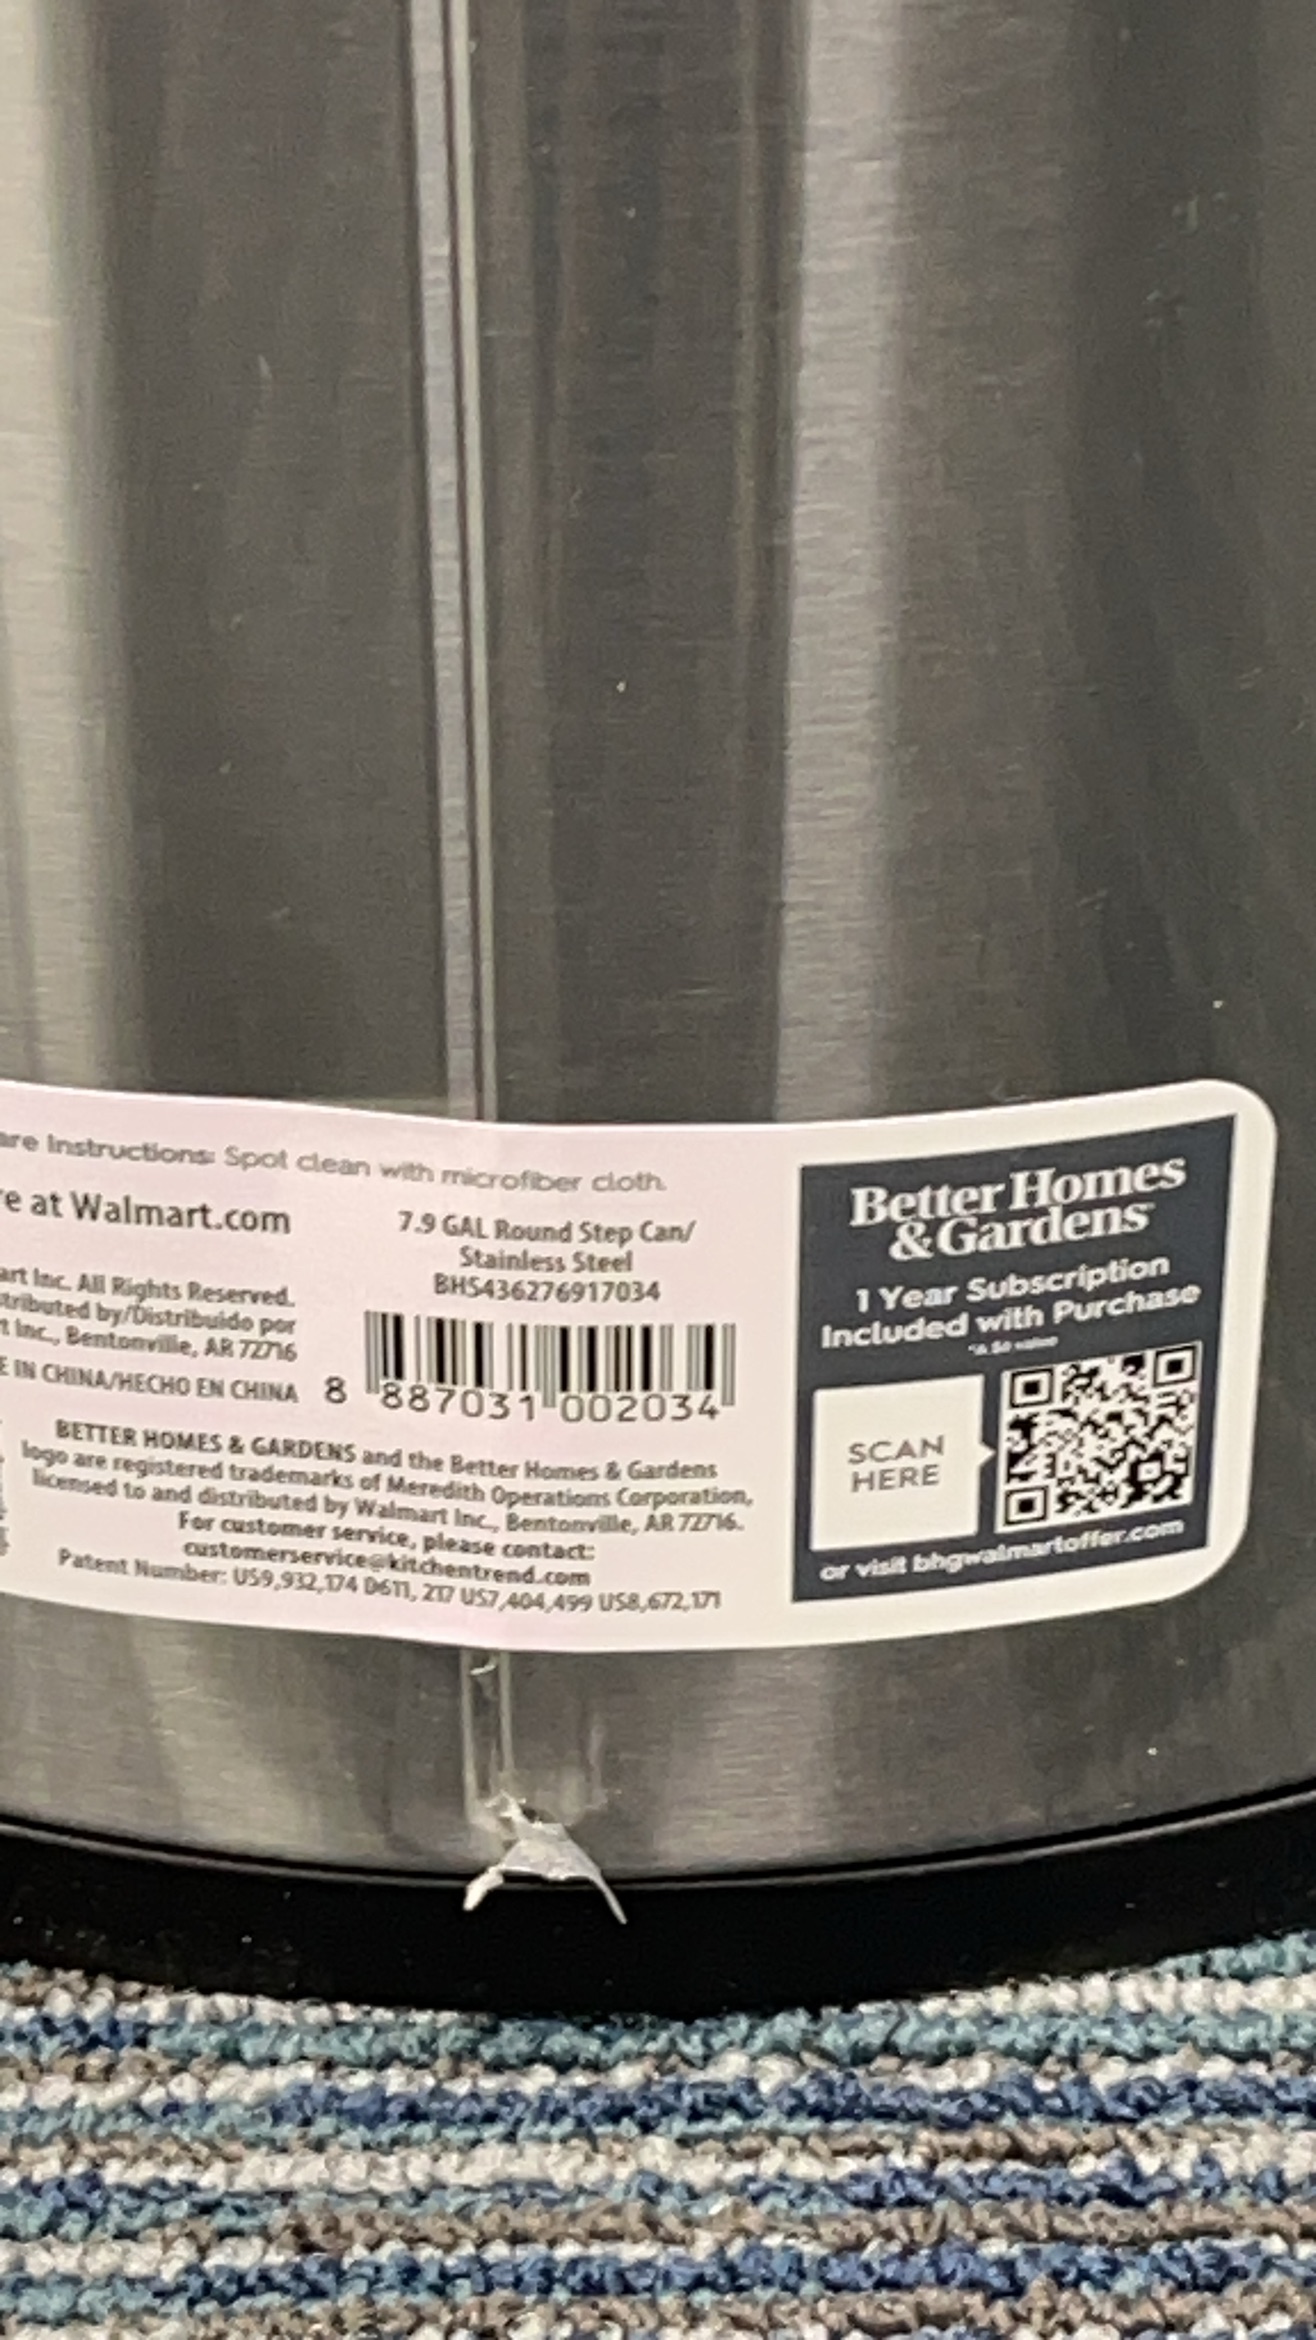 are Instructions: Spot clean with microfiber cloth.
re at Walmart.com
art Inc. All Rights Reserved.
tributed by/Distribuido por
t Inc., Bentonville, AR 72716
E IN CHINA/HECHO EN CHINA
7.9 GAL Round Step Can/
Stainless Steel
BH5436276917034
8 887031 002034
BETTER HOMES & GARDENS and the Better Homes & Gardens
logo are registered trademarks of Meredith Operations Corporation,
licensed to and distributed by Walmart Inc., Bentonville, AR 72716.
For customer service, please contact:
customerservice@kitchentrend.com
Patent Number: US9,932,174 D611, 217 US7,404,499 US8,672,171
Better Homes
& Gardens
1 Year Subscription
Included with Purchase
SCAN
HERE
or visit bhgwalmartoffer.com